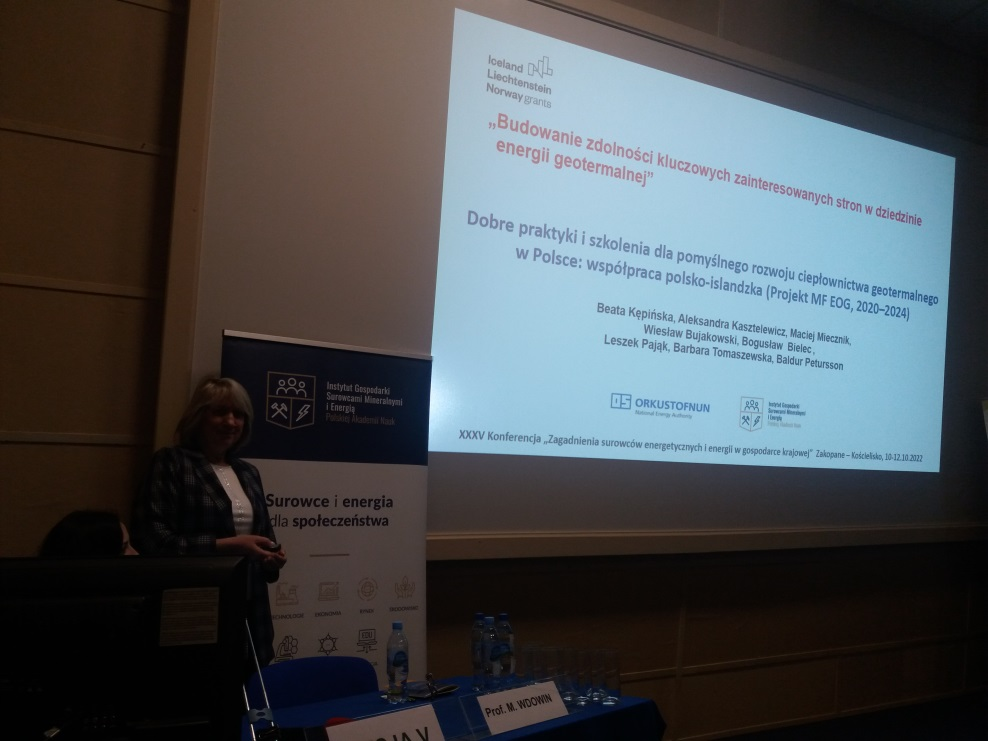 Iceland
Liechtenstein
Norway grants
„Budowanie zdolności kluczowych zainteresowanych stron w dziedzinie
energii geotermalnej”
Dobre praktyki i szkolenia dla pomyślnego rozwoju ciepłownictwa geotermalnego
w Polsce: współpraca polsko-islandzka (Projekt MF EOG, 2020–2024)
Beata Kępińska, Aleksandra Kasztelewicz, Maciej Miecznik,
Wiesław Bujakowski, Bogusław Bielec,
Leszek Pająk, Barbara Tomaszewska, Baldur Petursson
ORKUSTOFNUN
National Energy Authority
Instytut Gospodarki
Surowcami Mineralnymi
i Energią
Polskiej Akademii Nauk
XXXV Konferencja „Zagadnienia surowców energetycznych i energii w gospodarce krajowej” Zakopane – Kościelisko, 10-12.10.2022
Instytut Gospodarki
Surowcami Mineralnymi
i Energią
Polskiej Akademii Nauk
Surowce i energia
dla społeczeństwa
EKONOMIA
RYNEK
EDU
Prof. M. WDOWIN